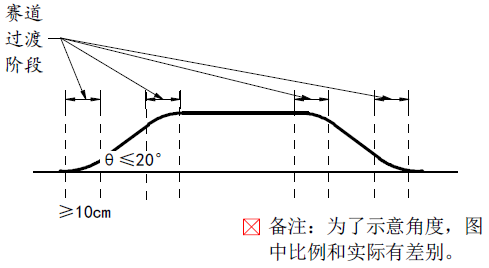 赛道
过渡
阶段
θ≤20°
≥10cm
备注：为了示意角度，图
中比例和实际有差别。